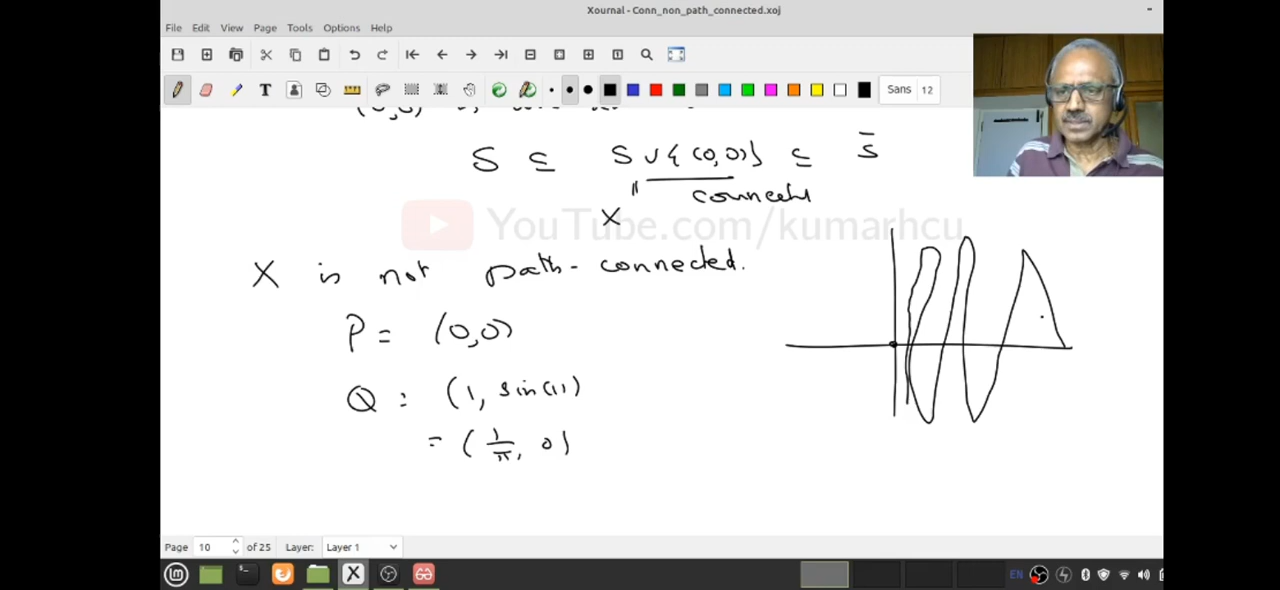 Xournal - Conn_non_path_connected.xoj
File Edit View Page Tools Options Help
Sans 12
S ⊆ S ∪ {(0,0)} ⊆ S̄
" connected
X
YouTube.com/kumarhcu
X is not path-connected.
P = (0,0)
Q = (1, sin(1))
= (1/π, 0)
Page 10 of 25 Layer: Layer 1
EN